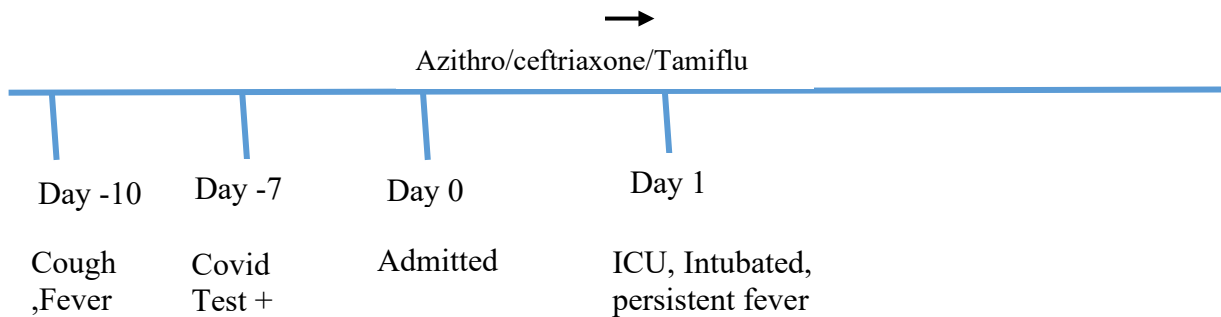 Azithro/ceftriaxone/Tamiflu
Day -10
Day -7
Day 0
Day 1
Cough
,Fever
Covid
Test +
Admitted
ICU, Intubated,
persistent fever